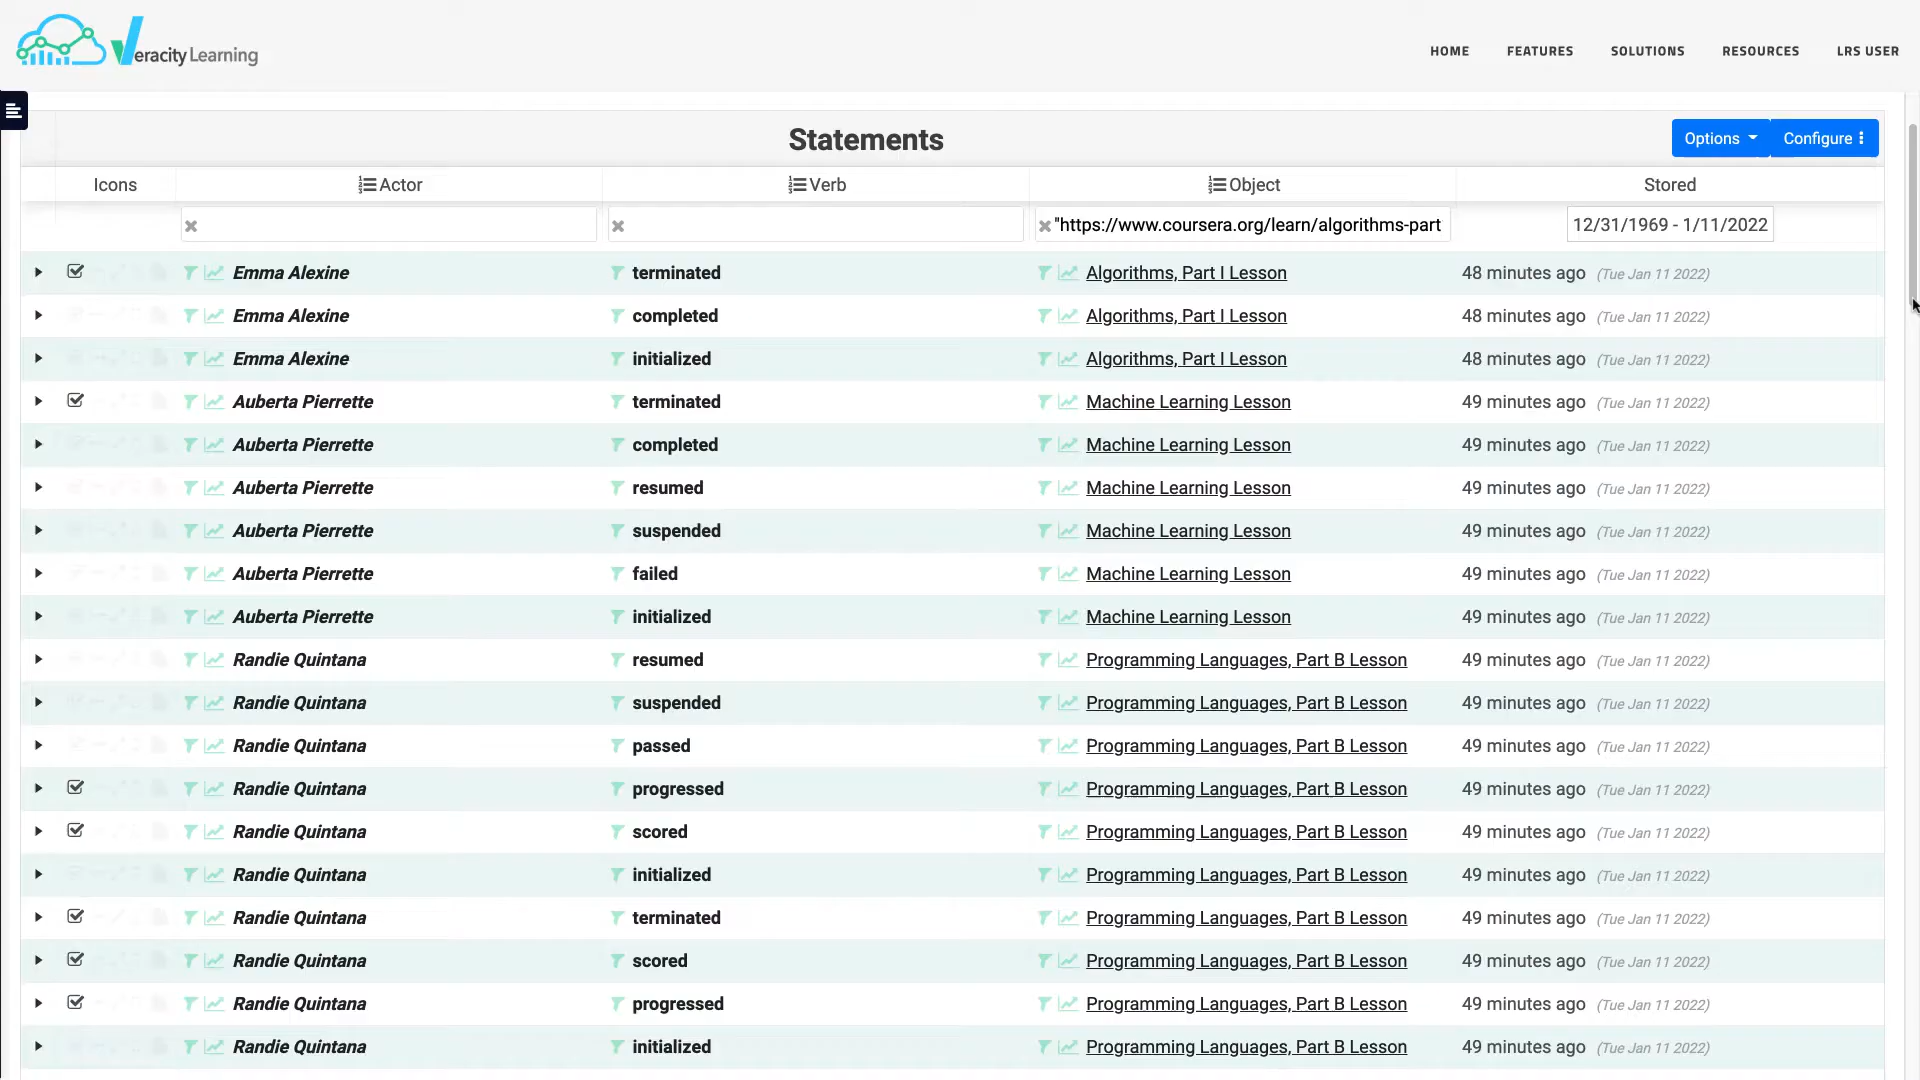 Veracity Learning
HOME FEATURES SOLUTIONS RESOURCES LRS USER
Statements
Options Configure
Icons Actor Verb Object Stored
"https://www.coursera.org/learn/algorithms-part 12/31/1969 - 1/11/2022
Emma Alexine terminated Algorithms, Part I Lesson 48 minutes ago (Tue Jan 11 2022)
Emma Alexine completed Algorithms, Part I Lesson 48 minutes ago (Tue Jan 11 2022)
Emma Alexine initialized Algorithms, Part I Lesson 48 minutes ago (Tue Jan 11 2022)
Auberta Pierrette terminated Machine Learning Lesson 49 minutes ago (Tue Jan 11 2022)
Auberta Pierrette completed Machine Learning Lesson 49 minutes ago (Tue Jan 11 2022)
Auberta Pierrette resumed Machine Learning Lesson 49 minutes ago (Tue Jan 11 2022)
Auberta Pierrette suspended Machine Learning Lesson 49 minutes ago (Tue Jan 11 2022)
Auberta Pierrette failed Machine Learning Lesson 49 minutes ago (Tue Jan 11 2022)
Auberta Pierrette initialized Machine Learning Lesson 49 minutes ago (Tue Jan 11 2022)
Randie Quintana resumed Programming Languages, Part B Lesson 49 minutes ago (Tue Jan 11 2022)
Randie Quintana suspended Programming Languages, Part B Lesson 49 minutes ago (Tue Jan 11 2022)
Randie Quintana passed Programming Languages, Part B Lesson 49 minutes ago (Tue Jan 11 2022)
Randie Quintana progressed Programming Languages, Part B Lesson 49 minutes ago (Tue Jan 11 2022)
Randie Quintana scored Programming Languages, Part B Lesson 49 minutes ago (Tue Jan 11 2022)
Randie Quintana initialized Programming Languages, Part B Lesson 49 minutes ago (Tue Jan 11 2022)
Randie Quintana terminated Programming Languages, Part B Lesson 49 minutes ago (Tue Jan 11 2022)
Randie Quintana scored Programming Languages, Part B Lesson 49 minutes ago (Tue Jan 11 2022)
Randie Quintana progressed Programming Languages, Part B Lesson 49 minutes ago (Tue Jan 11 2022)
Randie Quintana initialized Programming Languages, Part B Lesson 49 minutes ago (Tue Jan 11 2022)